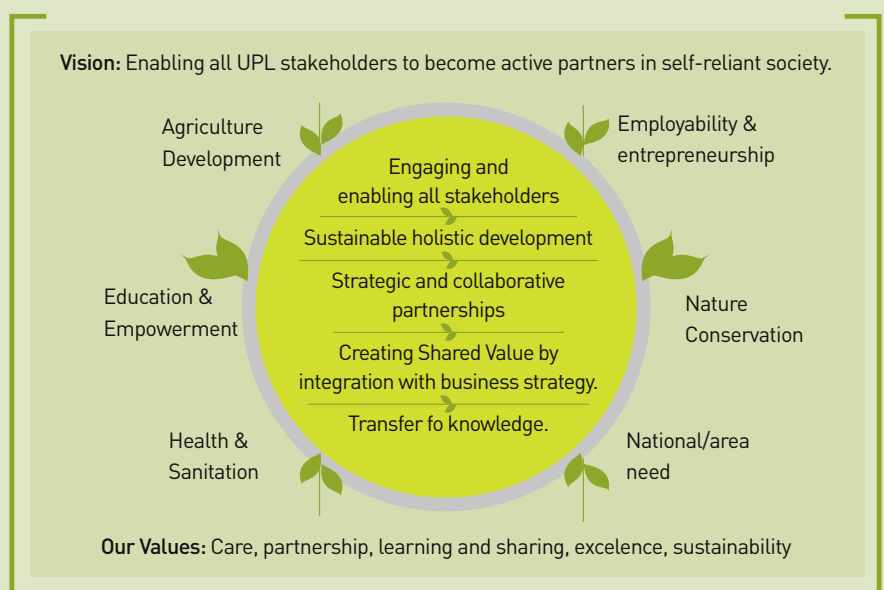 Vision: Enabling all UPL stakeholders to become active partners in self-reliant society.
Agriculture
Development
Employability &
entrepreneurship
Engaging and
enabling all stakeholders
Sustainable holistic development
Strategic and collaborative
partnerships
Creating Shared Value by
integration with business strategy.
Transfer fo knowledge.
Education &
Empowerment
Nature
Conservation
Health &
Sanitation
National/area
need
Our Values: Care, partnership, learning and sharing, excelence, sustainability